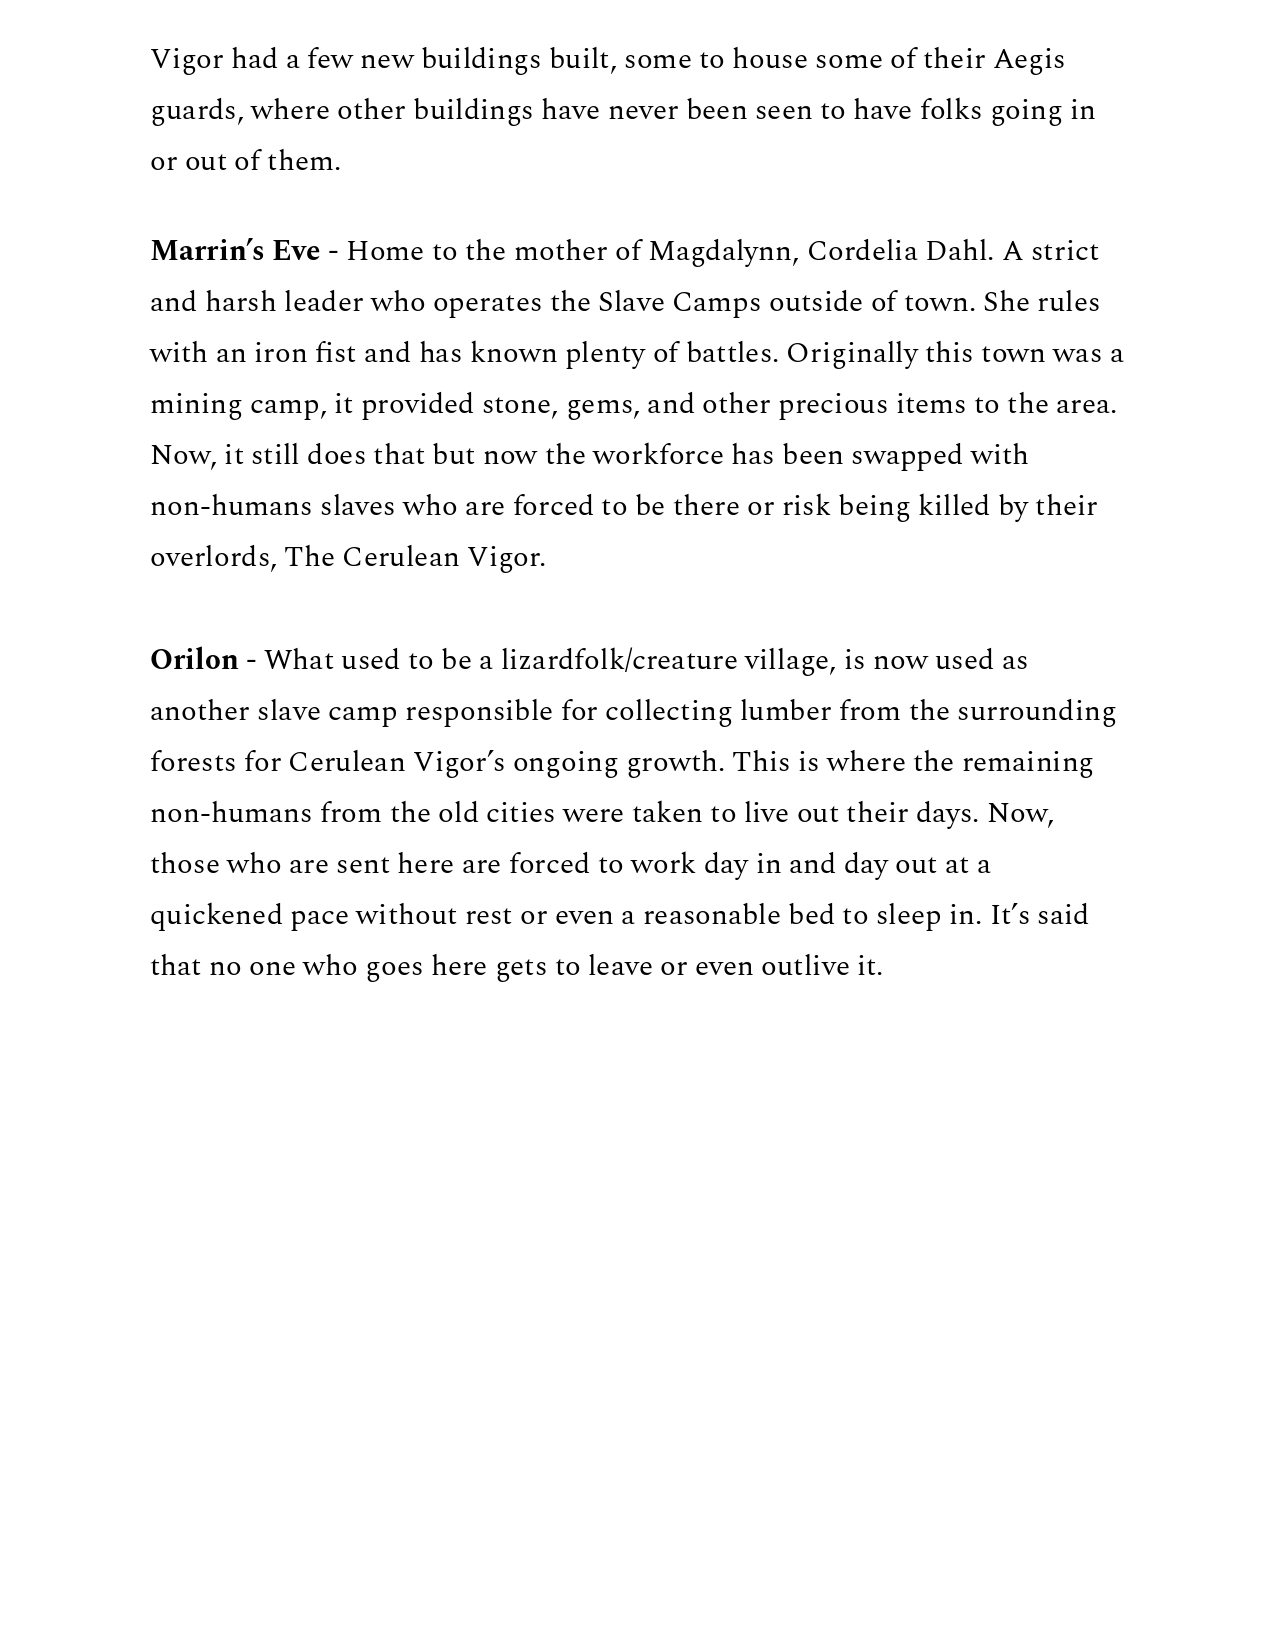 Vigor had a few new buildings built, some to house some of their Aegis
guards, where other buildings have never been seen to have folks going in
or out of them.
Marrin’s Eve - Home to the mother of Magdalynn, Cordelia Dahl. A strict
and harsh leader who operates the Slave Camps outside of town. She rules
with an iron fist and has known plenty of battles. Originally this town was a
mining camp, it provided stone, gems, and other precious items to the area.
Now, it still does that but now the workforce has been swapped with
non-humans slaves who are forced to be there or risk being killed by their
overlords, The Cerulean Vigor.
Orilon - What used to be a lizardfolk/creature village, is now used as
another slave camp responsible for collecting lumber from the surrounding
forests for Cerulean Vigor’s ongoing growth. This is where the remaining
non-humans from the old cities were taken to live out their days. Now,
those who are sent here are forced to work day in and day out at a
quickened pace without rest or even a reasonable bed to sleep in. It’s said
that no one who goes here gets to leave or even outlive it.